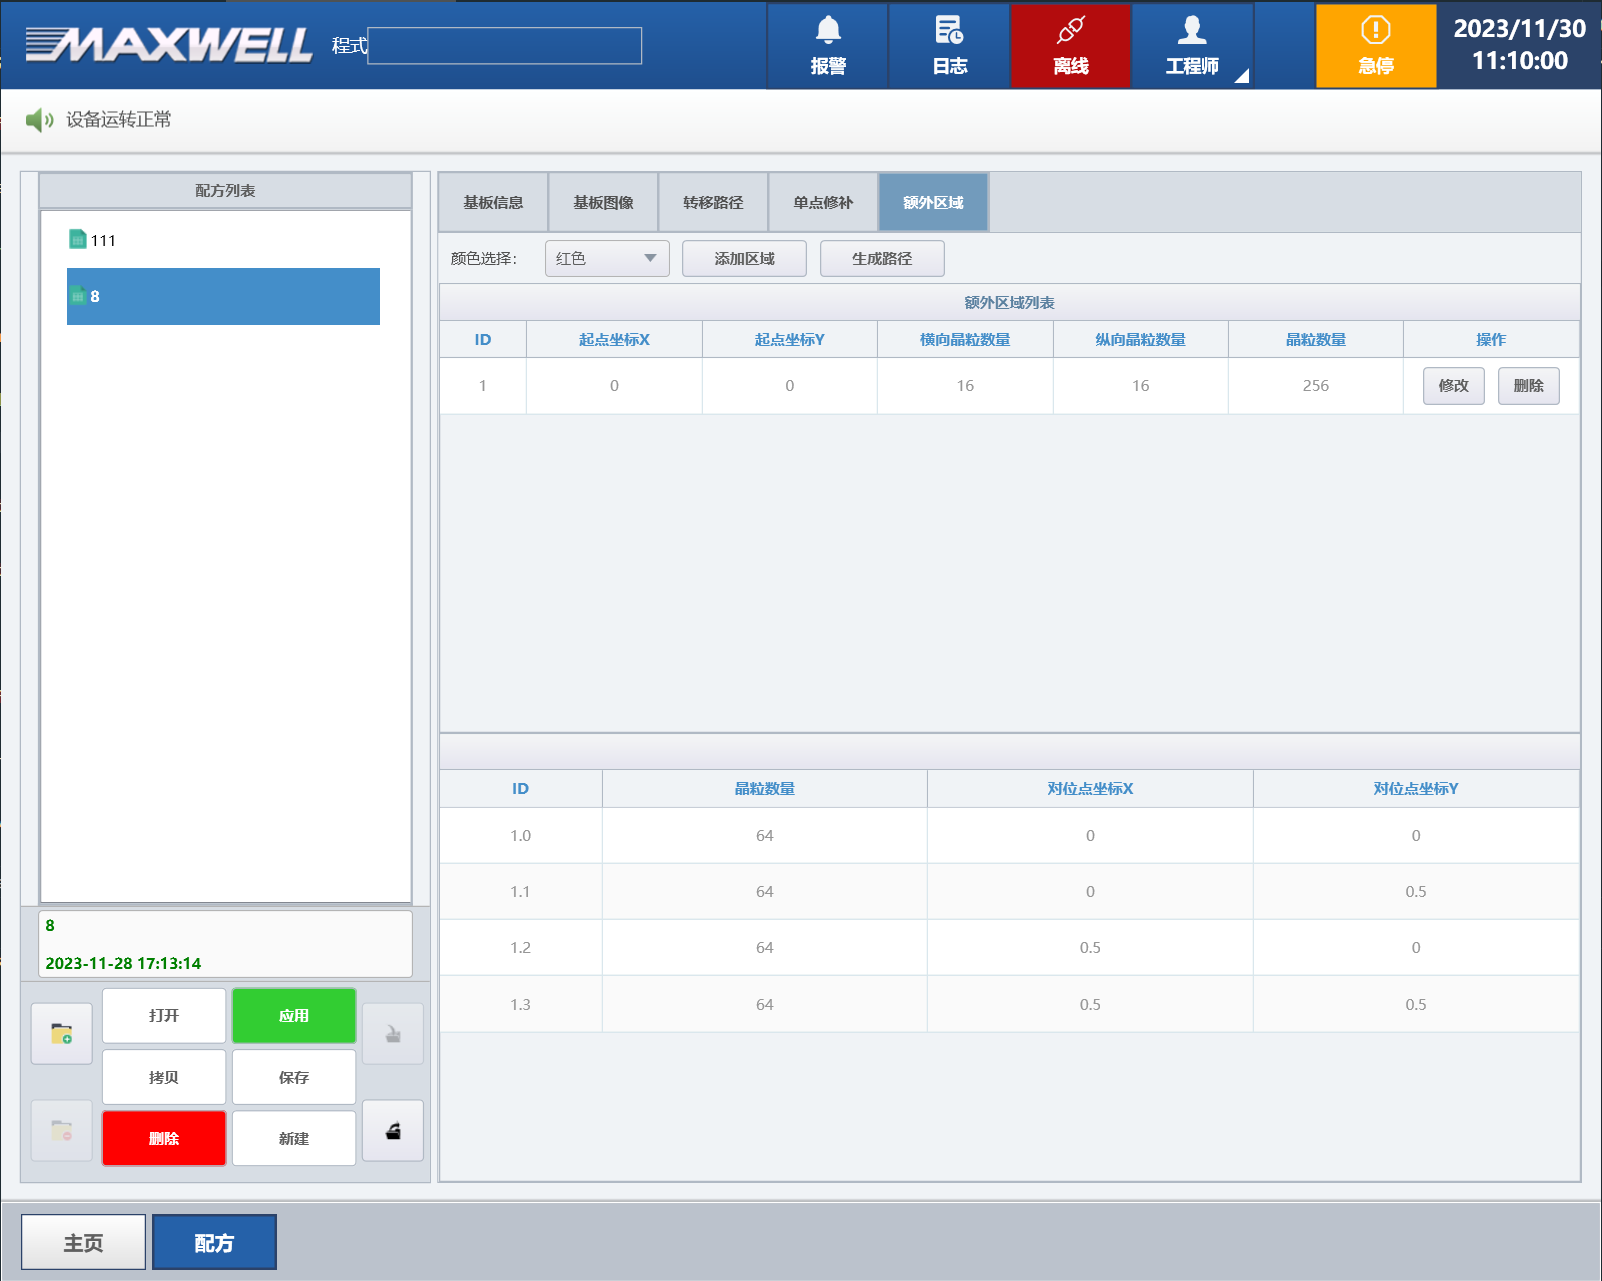 MAXWELL
程式
报警
日志
离线
工程师
急停
2023/11/30
11:10:00
设备运转正常
配方列表
111
8
8
2023-11-28 17:13:14
打开
应用
拷贝
保存
删除
新建
基板信息
基板图像
转移路径
单点修补
额外区域
颜色选择：
红色
添加区域
生成路径
额外区域列表
ID 起点坐标X 起点坐标Y 横向晶粒数量 纵向晶粒数量 晶粒数量 操作
1 0 0 16 16 256 修改 删除
ID 晶粒数量 对位点坐标X 对位点坐标Y
1.0 64 0 0
1.1 64 0 0.5
1.2 64 0.5 0
1.3 64 0.5 0.5
主页
配方